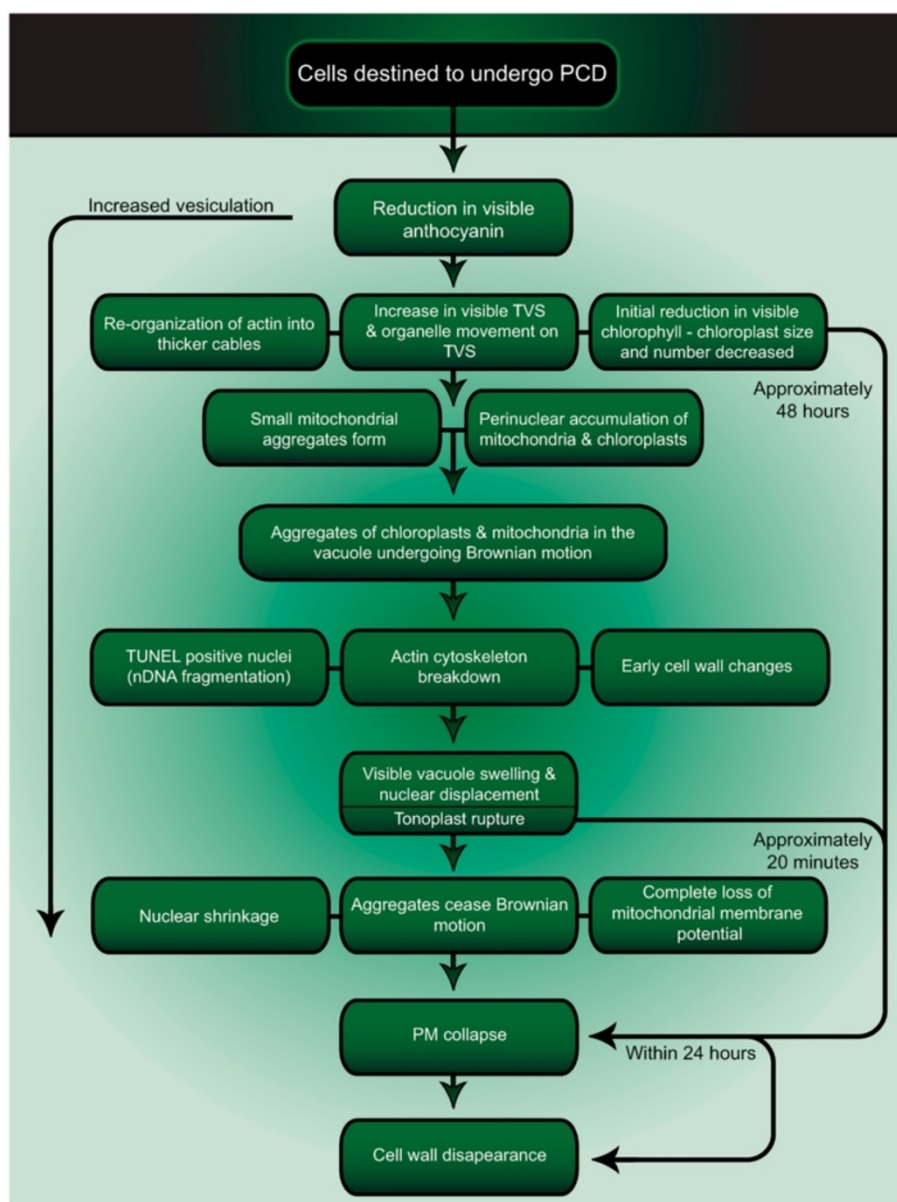 Cells destined to undergo PCD
Increased vesiculation
Reduction in visible
anthocyanin
Re-organization of actin into
thicker cables
Increase in visible TVS
& organelle movement on
TVS
Initial reduction in visible
chlorophyll - chloroplast size
and number decreased
Approximately
48 hours
Small mitochondrial
aggregates form
Perinuclear accumulation of
mitochondria & chloroplasts
Aggregates of chloroplasts & mitochondria in the
vacuole undergoing Brownian motion
TUNEL positive nuclei
(nDNA fragmentation)
Actin cytoskeleton
breakdown
Early cell wall changes
Visible vacuole swelling &
nuclear displacement
Tonoplast rupture
Approximately
20 minutes
Nuclear shrinkage
Aggregates cease Brownian
motion
Complete loss of
mitochondrial membrane
potential
PM collapse
Within 24 hours
Cell wall disapearance